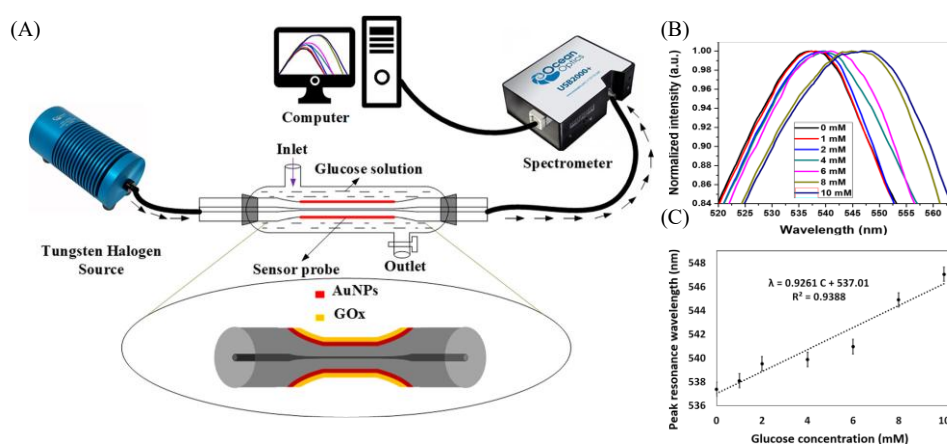 (A)
Ocean
Optics
USB2000+
Computer
Spectrometer
Inlet
Glucose solution
Tungsten Halogen
Source
Sensor probe
Outlet
AuNPs
GOx
(B)
Normalized intensity (a.u.)
1.00
0.98
0.96
0.94
0.92
0.90
0.88
0.86
0.84
0 mM
1 mM
2 mM
4 mM
6 mM
8 mM
10 mM
520 525 530 535 540 545 550 555 560
Wavelength (nm)
(C)
Peak resonance wavelength (nm)
548
546
544
542
540
538
536
λ = 0.9261 C + 537.01
R² = 0.9388
0 2 4 6 8 10
Glucose concentration (mM)